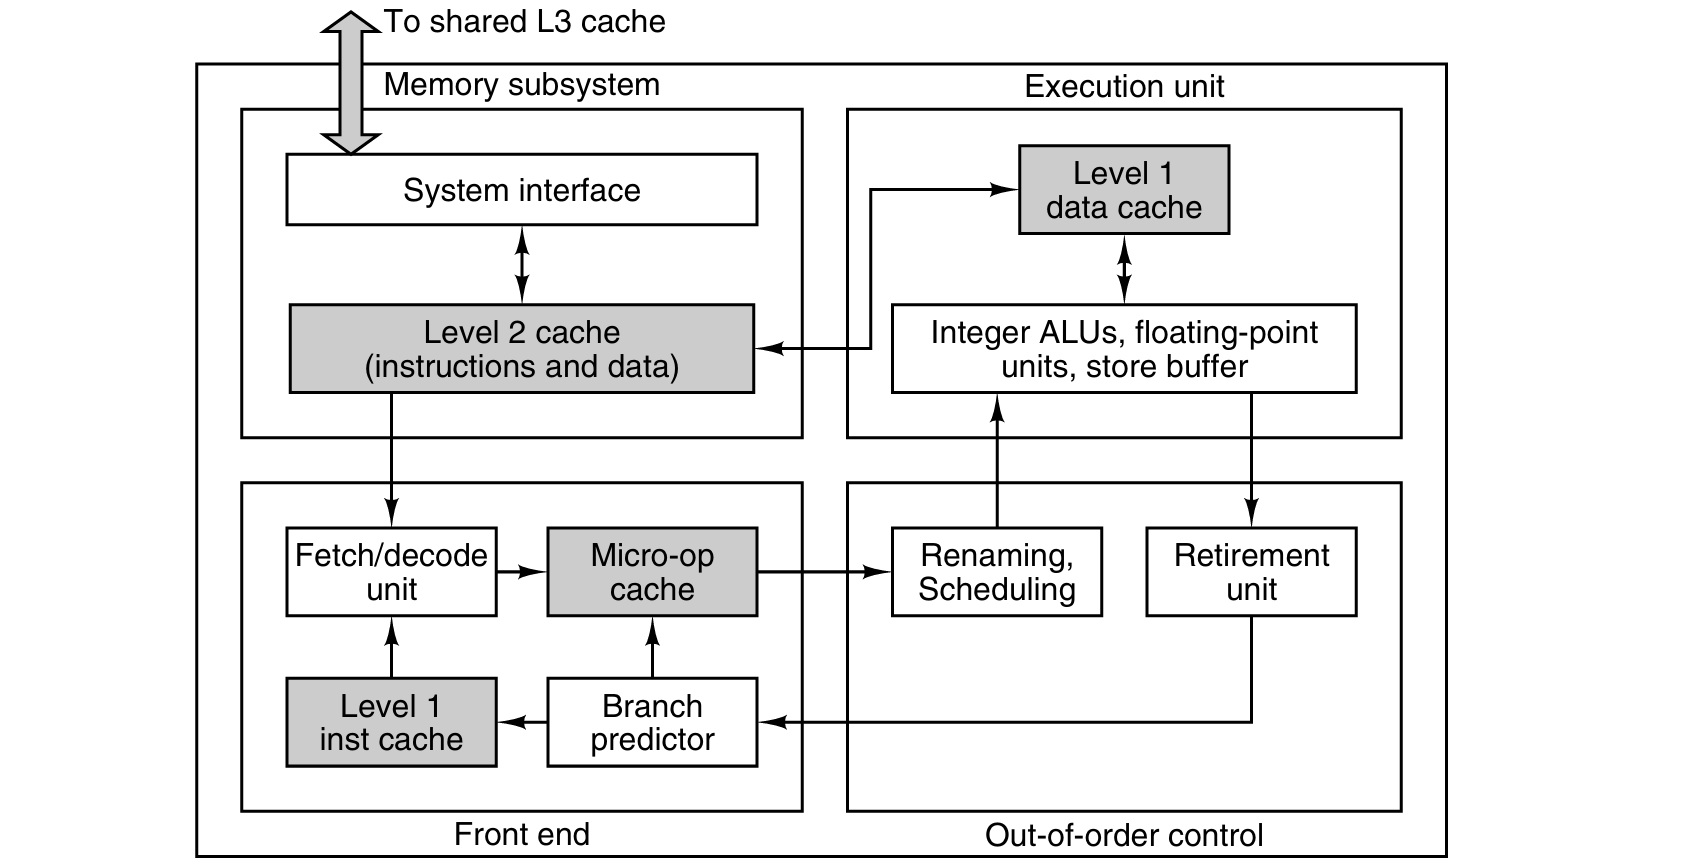 To shared L3 cache
Memory subsystem
Execution unit
System interface
Level 1
data cache
Level 2 cache
(instructions and data)
Integer ALUs, floating-point
units, store buffer
Fetch/decode
unit
Micro-op
cache
Renaming,
Scheduling
Retirement
unit
Level 1
inst cache
Branch
predictor
Front end
Out-of-order control